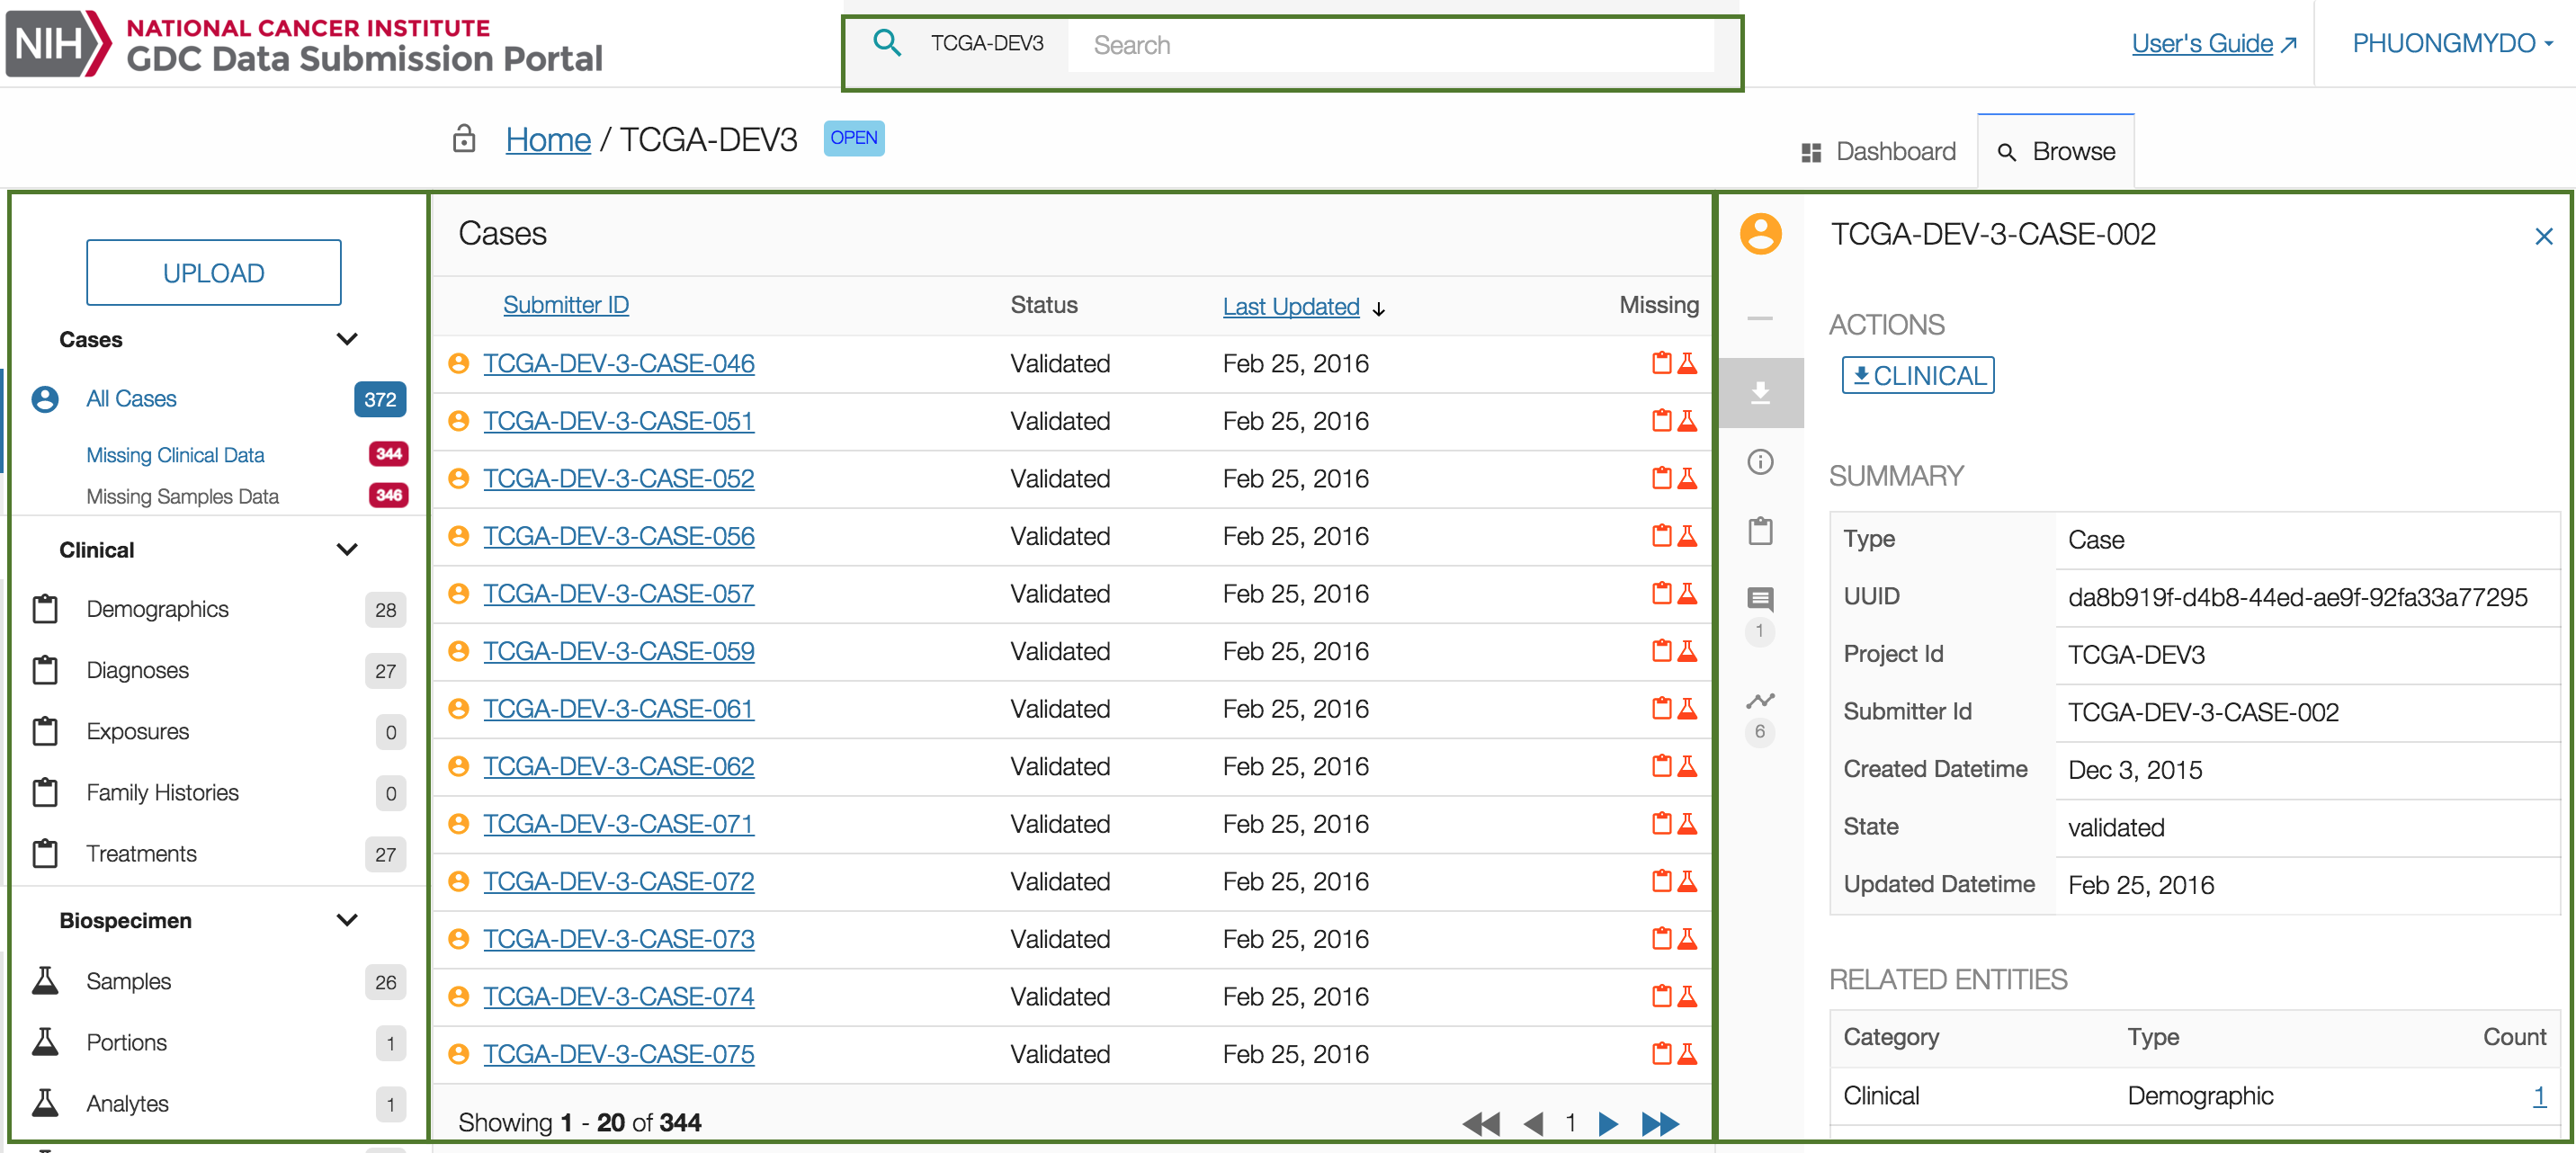 NIH NATIONAL CANCER INSTITUTE
GDC Data Submission Portal
TCGA-DEV3 Search
User's Guide
PHUONGMYDO
Home / TCGA-DEV3 OPEN
Dashboard
Browse
UPLOAD
Cases
All Cases 372
Missing Clinical Data 344
Missing Samples Data 346
Clinical
Demographics 28
Diagnoses 27
Exposures 0
Family Histories 0
Treatments 27
Biospecimen
Samples 26
Portions 1
Analytes 1
Cases
Submitter ID Status Last Updated Missing
TCGA-DEV-3-CASE-046 Validated Feb 25, 2016
TCGA-DEV-3-CASE-051 Validated Feb 25, 2016
TCGA-DEV-3-CASE-052 Validated Feb 25, 2016
TCGA-DEV-3-CASE-056 Validated Feb 25, 2016
TCGA-DEV-3-CASE-057 Validated Feb 25, 2016
TCGA-DEV-3-CASE-059 Validated Feb 25, 2016
TCGA-DEV-3-CASE-061 Validated Feb 25, 2016
TCGA-DEV-3-CASE-062 Validated Feb 25, 2016
TCGA-DEV-3-CASE-071 Validated Feb 25, 2016
TCGA-DEV-3-CASE-072 Validated Feb 25, 2016
TCGA-DEV-3-CASE-073 Validated Feb 25, 2016
TCGA-DEV-3-CASE-074 Validated Feb 25, 2016
TCGA-DEV-3-CASE-075 Validated Feb 25, 2016
Showing 1 - 20 of 344
1
1
6
TCGA-DEV-3-CASE-002
ACTIONS
CLINICAL
SUMMARY
Type Case
UUID da8b919f-d4b8-44ed-ae9f-92fa33a77295
Project Id TCGA-DEV3
Submitter Id TCGA-DEV-3-CASE-002
Created Datetime Dec 3, 2015
State validated
Updated Datetime Feb 25, 2016
RELATED ENTITIES
Category Type Count
Clinical Demographic 1